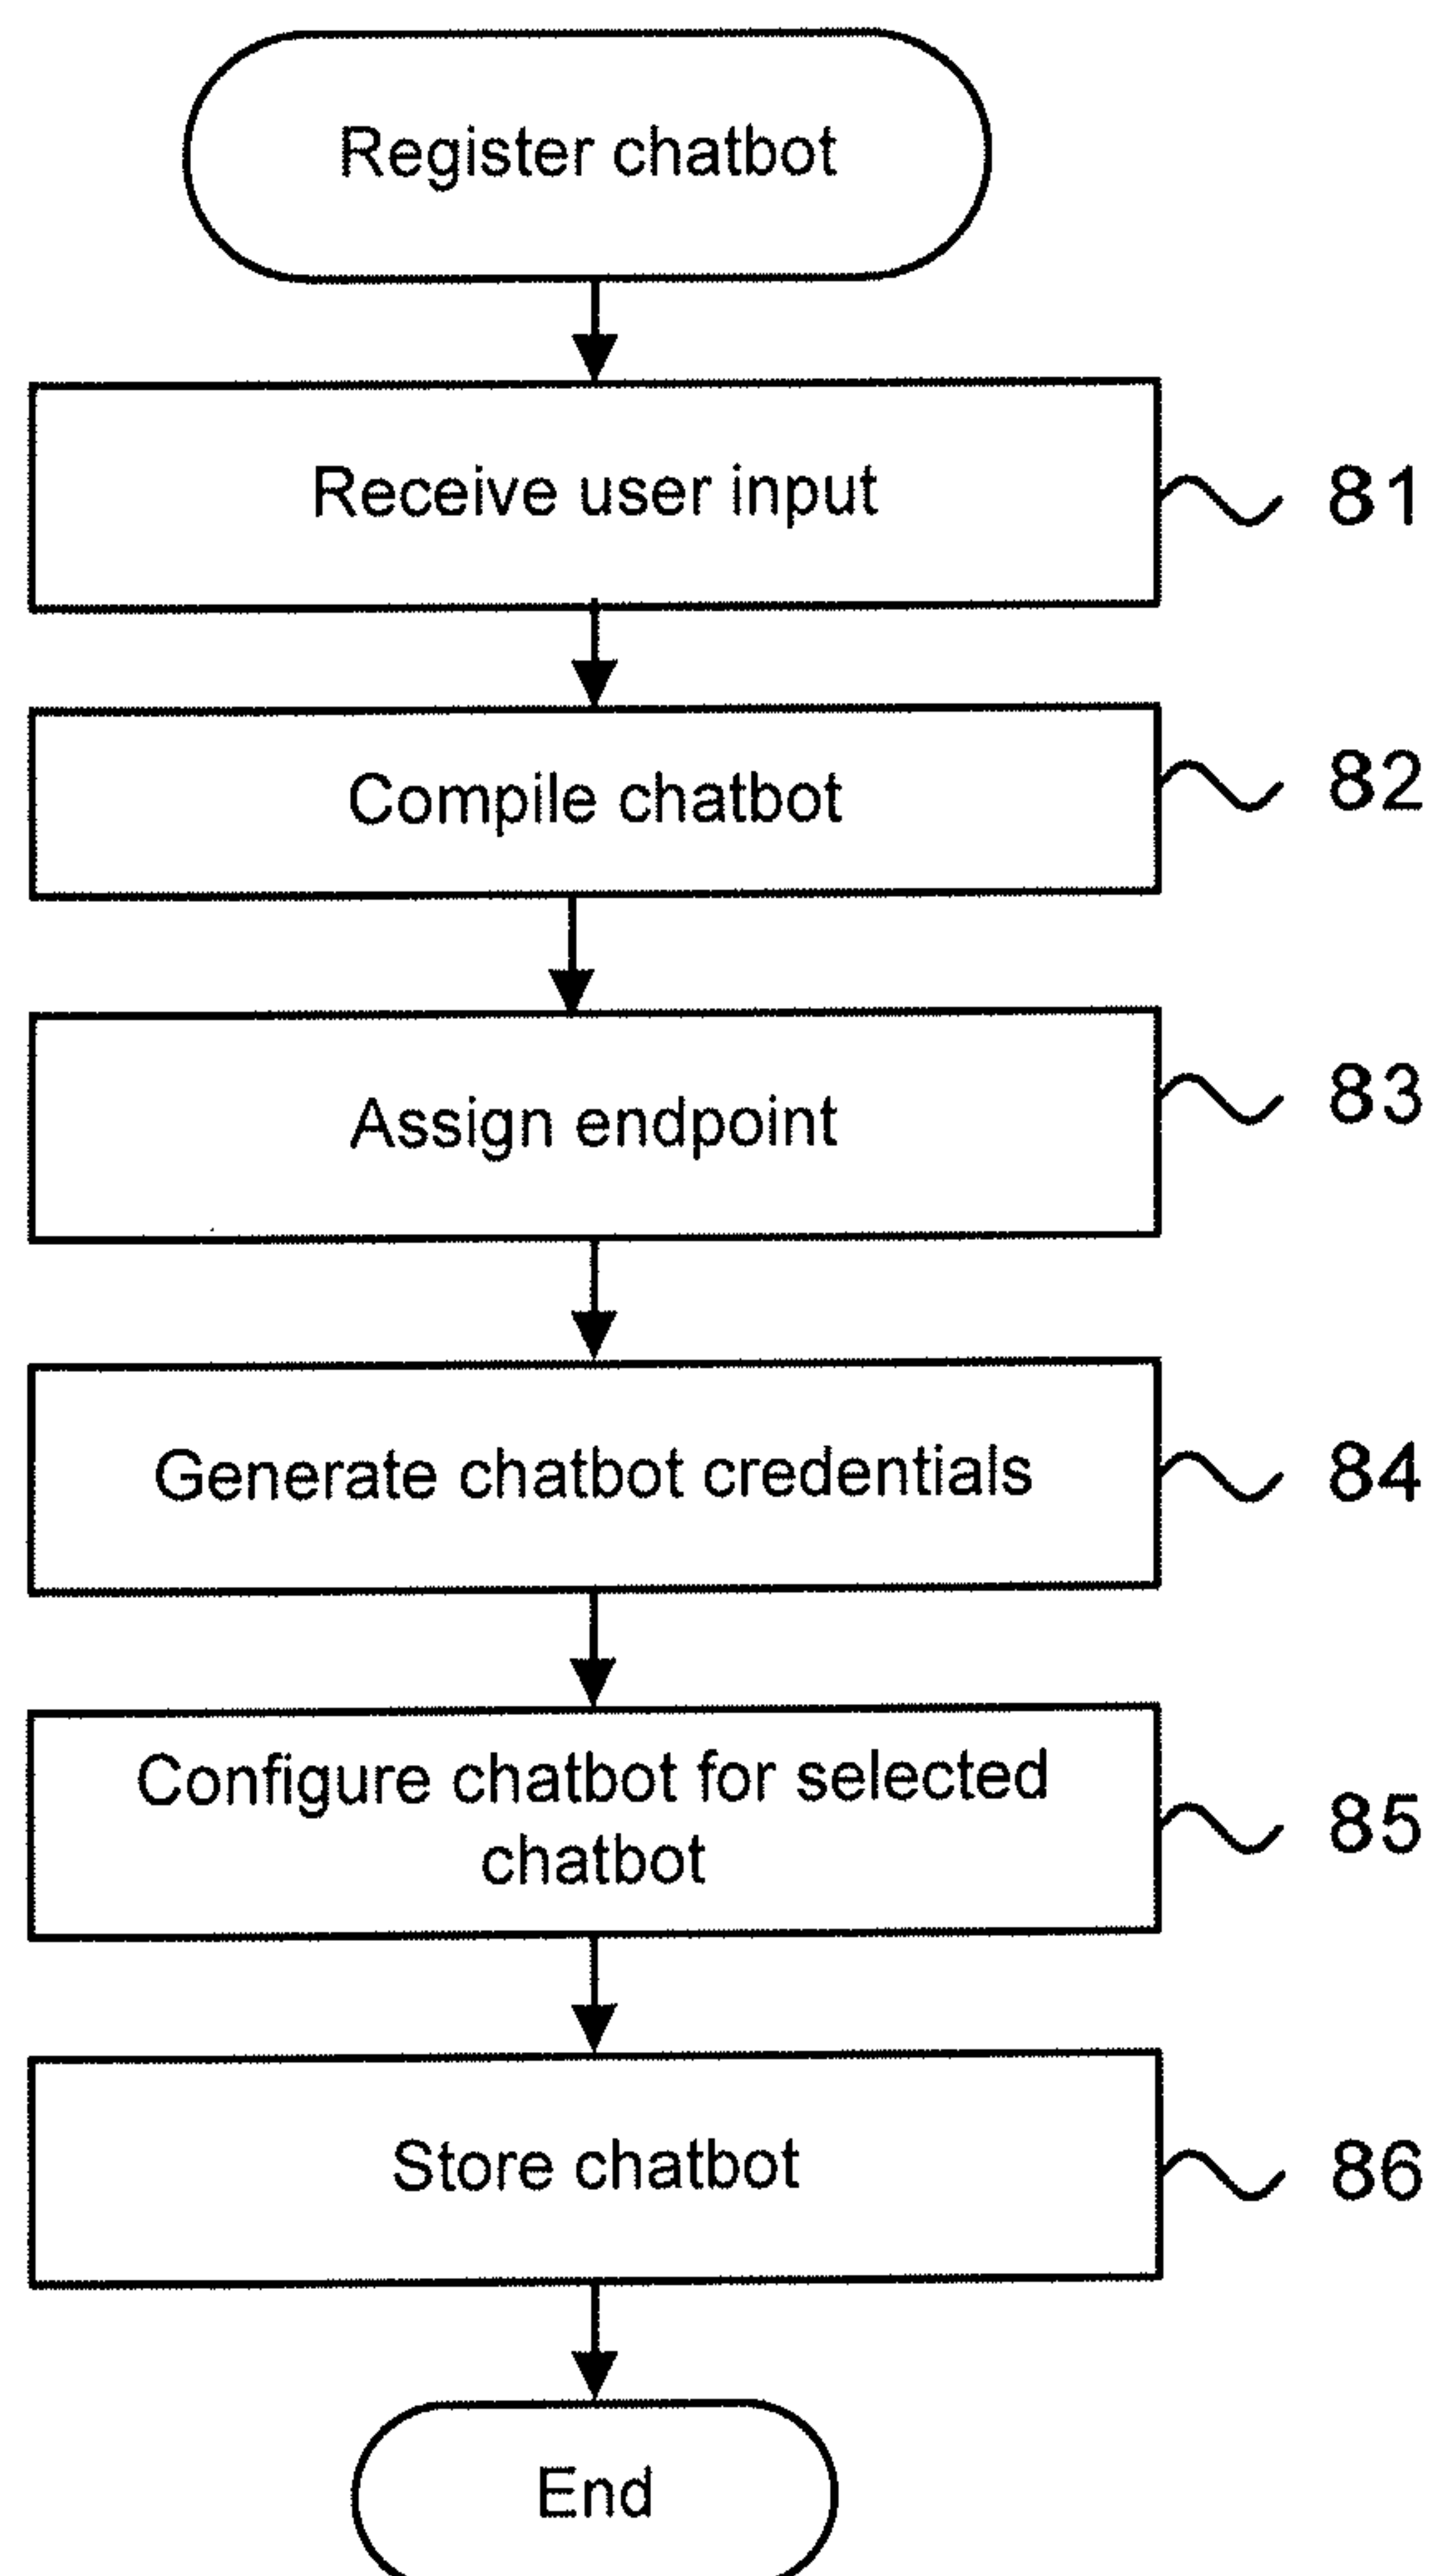 Register chatbot
Receive user input
81
Compile chatbot
82
Assign endpoint
83
Generate chatbot credentials
84
Configure chatbot for selected
chatbot
85
Store chatbot
86
End